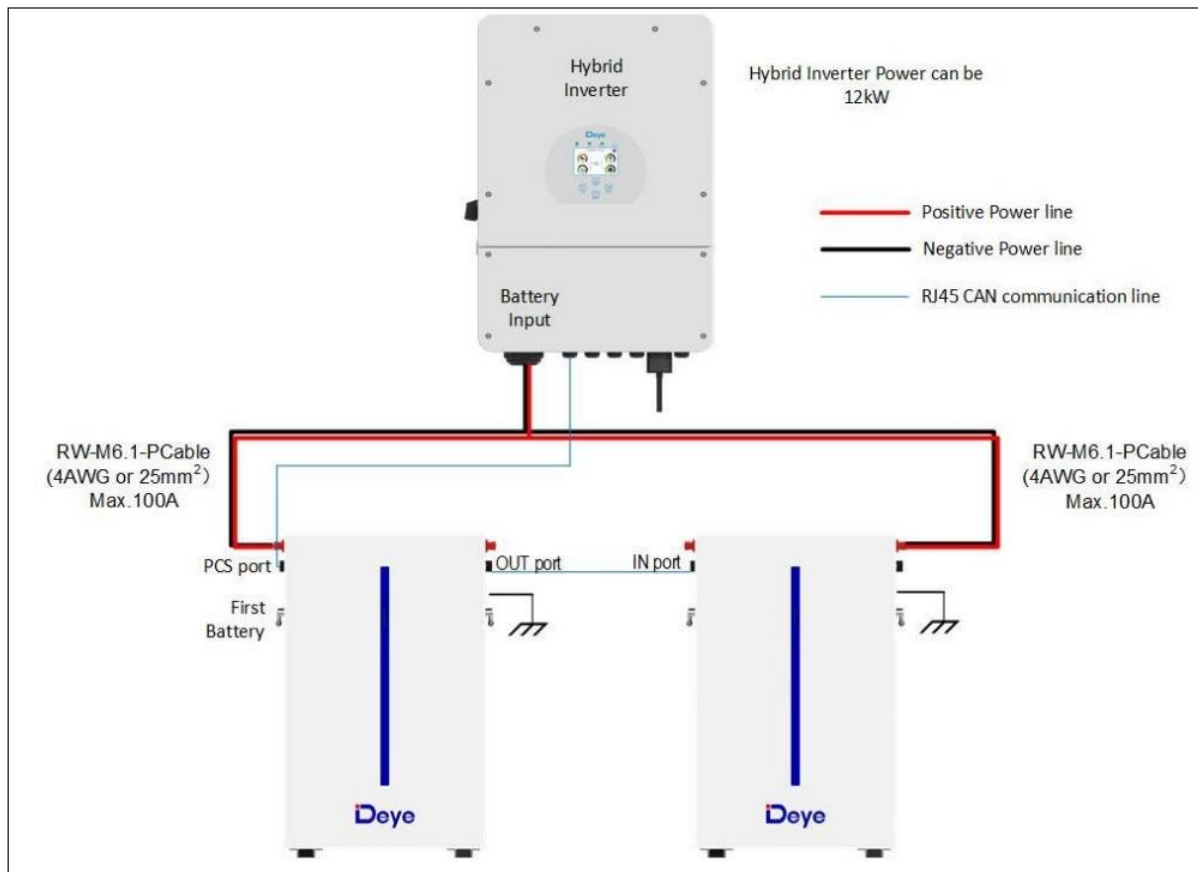 Hybrid
Inverter
Hybrid Inverter Power can be
12kW
Deye
Positive Power line
Negative Power line
RJ45 CAN communication line
Battery
Input
RW-M6.1-PCable
(4AWG or 25mm²)
Max.100A
RW-M6.1-PCable
(4AWG or 25mm²)
Max.100A
PCS port
OUT port
IN port
First
Battery
Deye
Deye